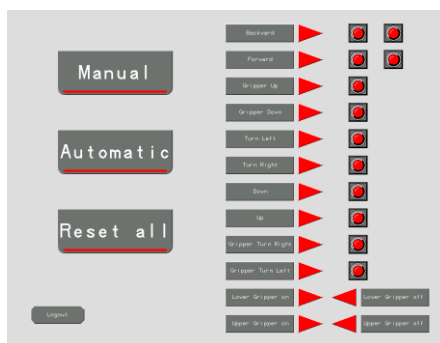 Manual
Automatic
Reset all
Logout
Backward
Forward
Gripper Up
Gripper Down
Turn Left
Turn Right
Down
Up
Gripper Turn Right
Gripper Turn Left
Lower Gripper on
Lower Gripper off
Upper Gripper on
Upper Gripper off